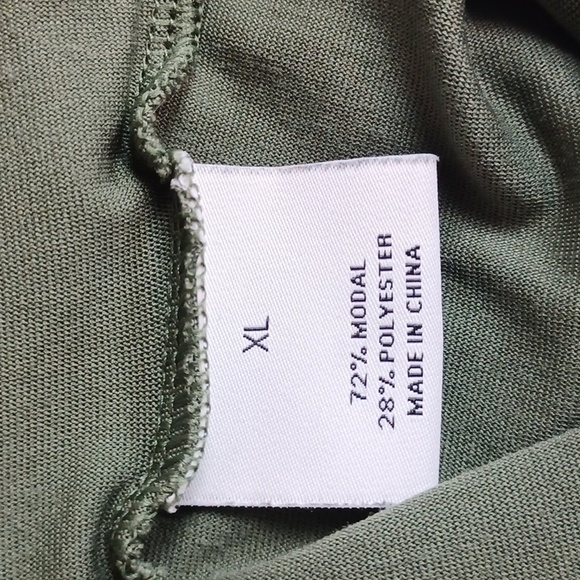 XL
72% MODAL
28% POLYESTER
MADE IN CHINA